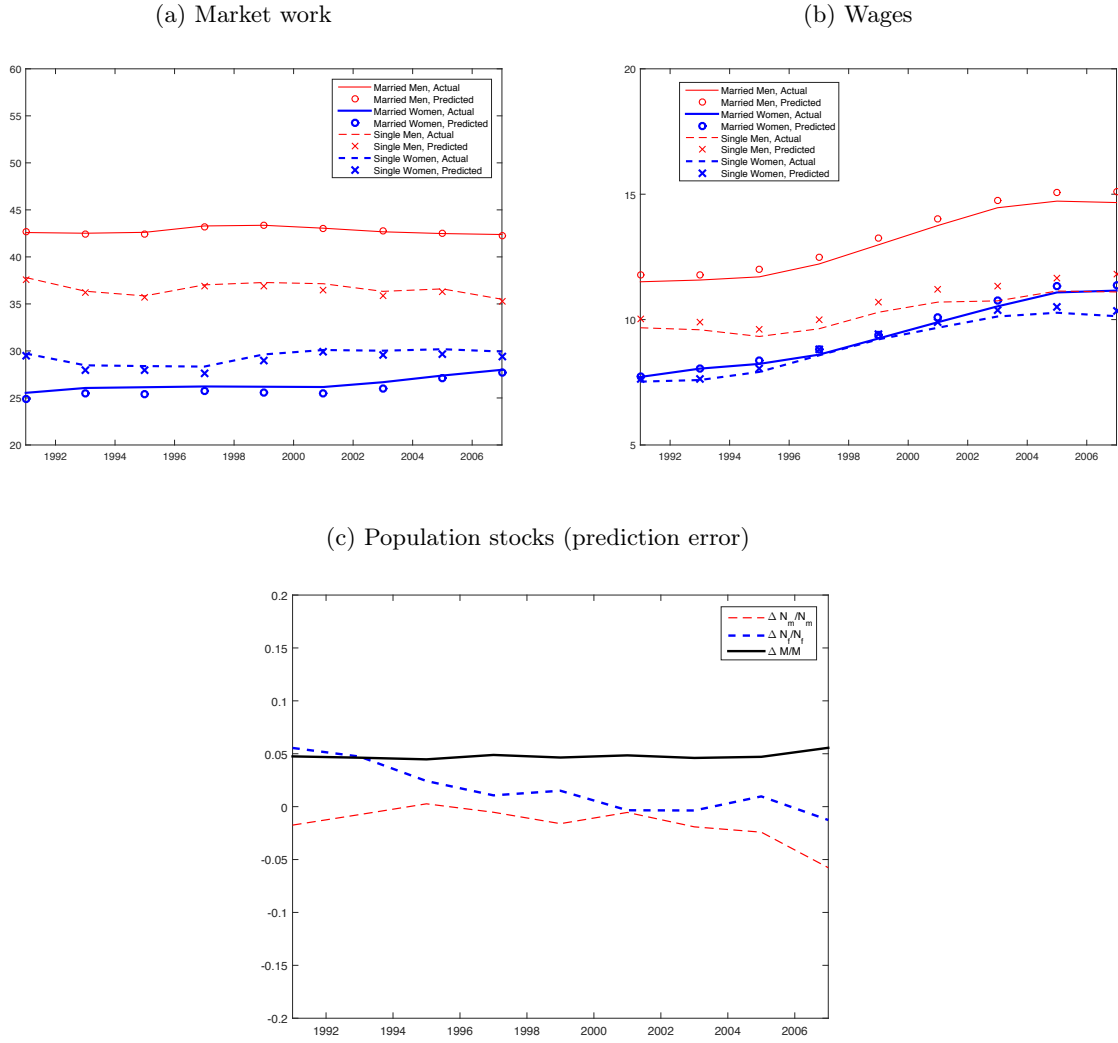 (a) Market work
60
55
50
45
40
35
30
25
20
1992 1994 1996 1998 2000 2002 2004 2006
Married Men, Actual
Married Men, Predicted
Married Women, Actual
Married Women, Predicted
Single Men, Actual
Single Men, Predicted
Single Women, Actual
Single Women, Predicted
(b) Wages
20
15
10
5
1992 1994 1996 1998 2000 2002 2004 2006
Married Men, Actual
Married Men, Predicted
Married Women, Actual
Married Women, Predicted
Single Men, Actual
Single Men, Predicted
Single Women, Actual
Single Women, Predicted
(c) Population stocks (prediction error)
0.2
0.15
0.1
0.05
0
-0.05
-0.1
-0.15
-0.2
1992 1994 1996 1998 2000 2002 2004 2006
Δ N_m/N_m
Δ N_f/N_f
Δ M/M